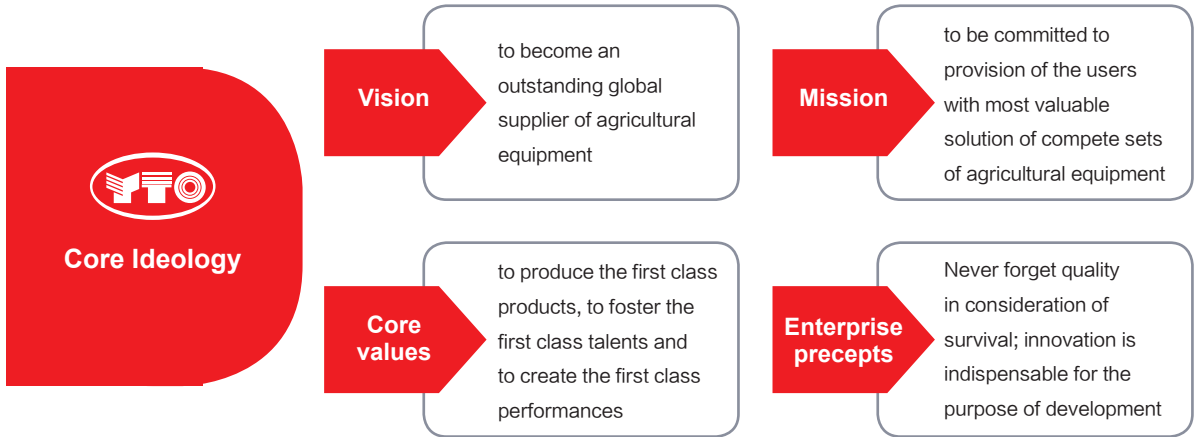 YTO
Core Ideology
Vision
to become an
outstanding global
supplier of agricultural
equipment
Mission
to be committed to
provision of the users
with most valuable
solution of compete sets
of agricultural equipment
Core
values
to produce the first class
products, to foster the
first class talents and
to create the first class
performances
Enterprise
precepts
Never forget quality
in consideration of
survival; innovation is
indispensable for the
purpose of development